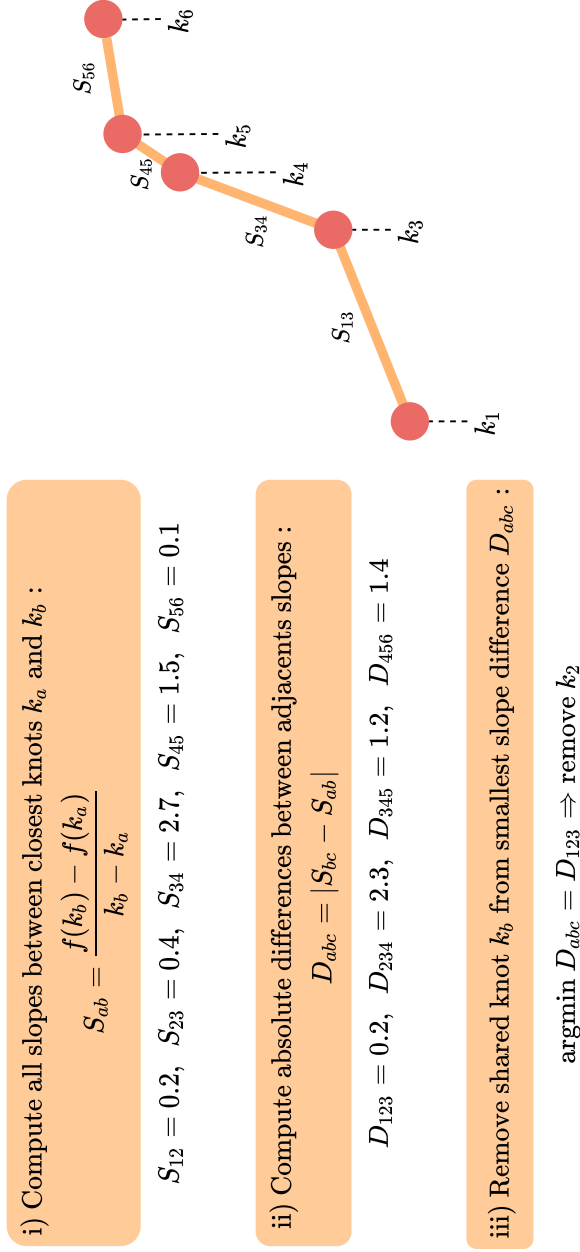 i) Compute all slopes between closest knots k_a and k_b :
S_ab = (f(k_b) − f(k_a)) / (k_b − k_a)
S_12 = 0.2, S_23 = 0.4, S_34 = 2.7, S_45 = 1.5, S_56 = 0.1
ii) Compute absolute differences between adjacents slopes :
D_abc = |S_bc − S_ab|
D_123 = 0.2, D_234 = 2.3, D_345 = 1.2, D_456 = 1.4
iii) Remove shared knot k_b from smallest slope difference D_abc :
argmin D_abc = D_123 ⇒ remove k_2
S_13
S_34
S_45
S_56
k_1
k_3
k_4
k_5
k_6